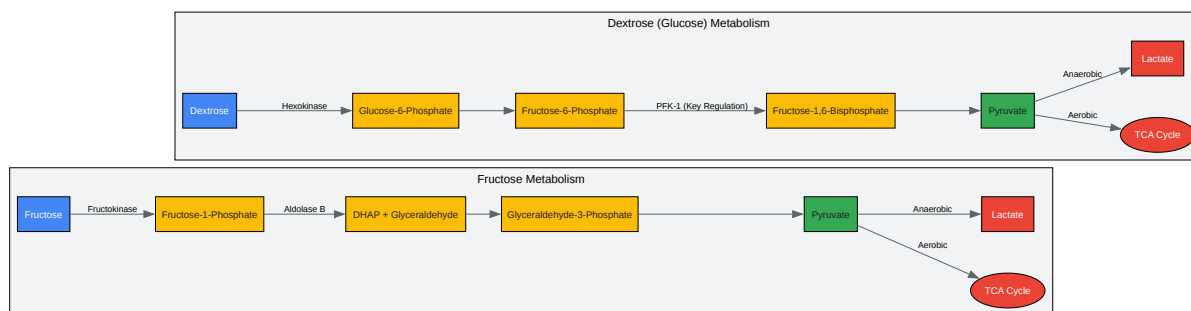 Dextrose (Glucose) Metabolism
Dextrose
Hexokinase
Glucose-6-Phosphate
Fructose-6-Phosphate
PFK-1 (Key Regulation)
Fructose-1,6-Bisphosphate
Pyruvate
Anaerobic
Lactate
Aerobic
TCA Cycle
Fructose Metabolism
Fructose
Fructokinase
Fructose-1-Phosphate
Aldolase B
DHAP + Glyceraldehyde
Glyceraldehyde-3-Phosphate
Pyruvate
Anaerobic
Lactate
Aerobic
TCA Cycle